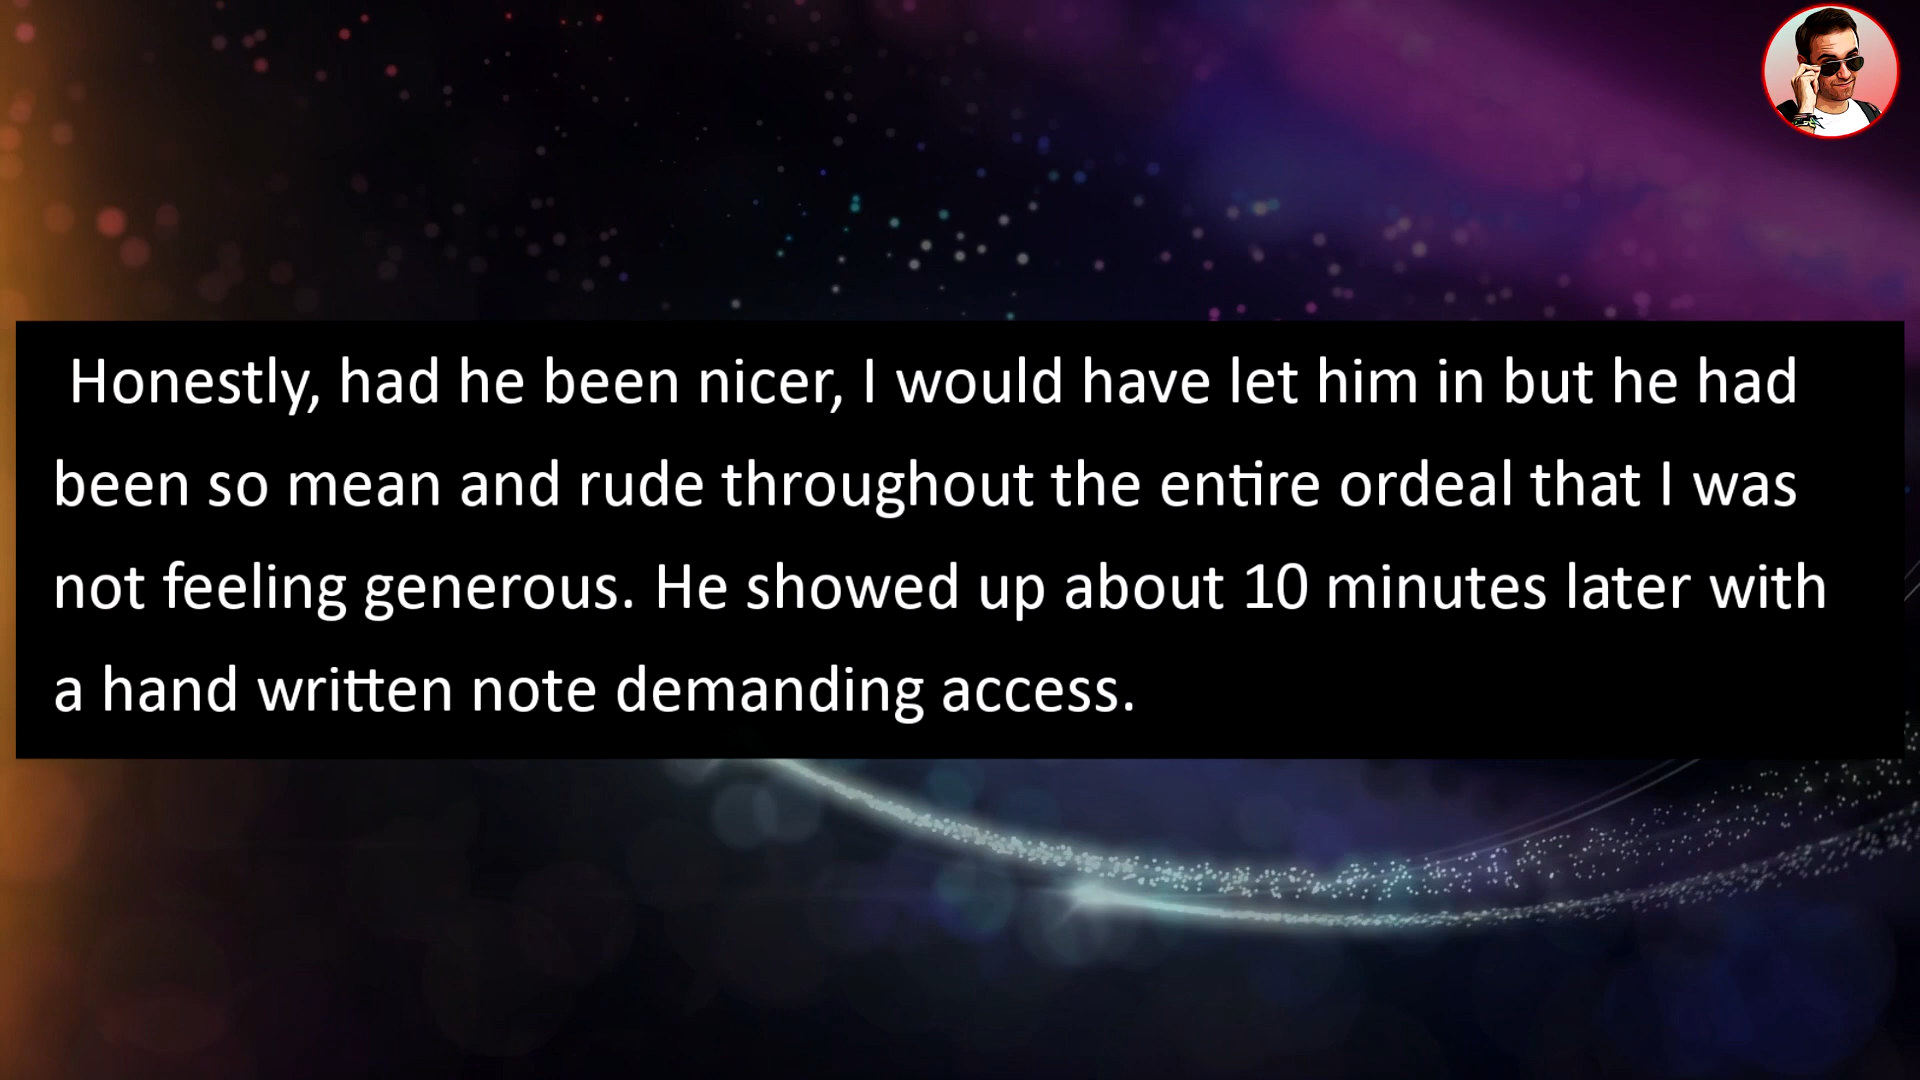 Honestly, had he been nicer, I would have let him in but he had
been so mean and rude throughout the entire ordeal that I was
not feeling generous. He showed up about 10 minutes later with
a hand written note demanding access.